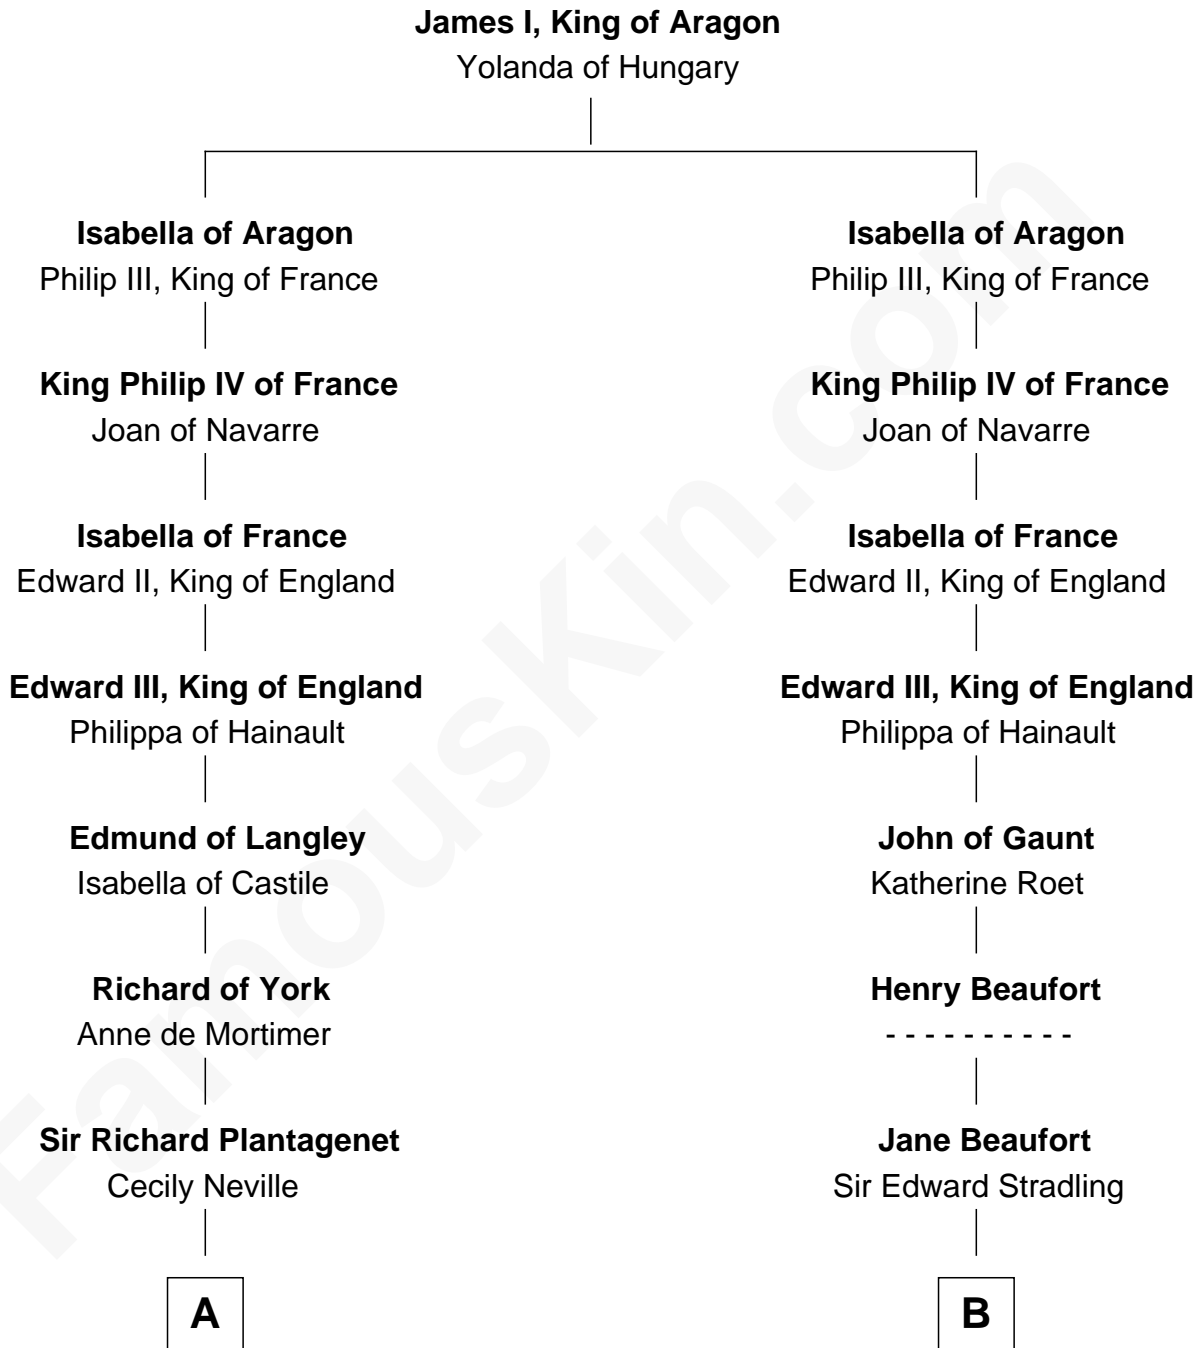 James I, King of Aragon
Yolanda of Hungary
Isabella of Aragon
Philip III, King of France
King Philip IV of France
Joan of Navarre
Isabella of France
Edward II, King of England
Edward III, King of England
Philippa of Hainault
Edmund of Langley
Isabella of Castile
Richard of York
Anne de Mortimer
Sir Richard Plantagenet
Cecily Neville
A
Isabella of Aragon
Philip III, King of France
King Philip IV of France
Joan of Navarre
Isabella of France
Edward II, King of England
Edward III, King of England
Philippa of Hainault
John of Gaunt
Katherine Roet
Henry Beaufort
- - - - - - - - - -
Jane Beaufort
Sir Edward Stradling
B
FamousKin.com